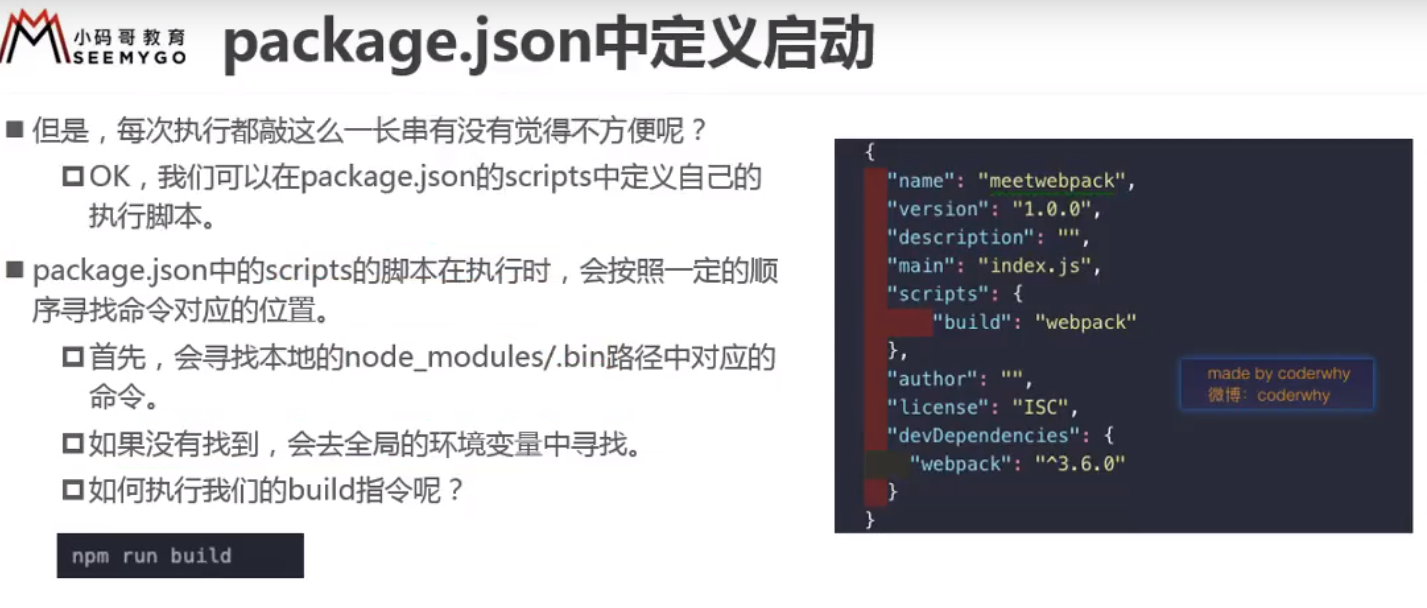 小码哥教育
SEEMYGO
package.json中定义启动
但是，每次执行都敲这么一长串有没有觉得不方便呢？
OK，我们可以在package.json的scripts中定义自己的
执行脚本。
package.json中的scripts的脚本在执行时，会按照一定的顺
序寻找命令对应的位置。
首先，会寻找本地的node_modules/.bin路径中对应的
命令。
如果没有找到，会去全局的环境变量中寻找。
如何执行我们的build指令呢？
npm run build
{
"name": "meetwebpack",
"version": "1.0.0",
"description": "",
"main": "index.js",
"scripts": {
"build": "webpack"
},
"author": "",
"license": "ISC",
"devDependencies": {
"webpack": "^3.6.0"
}
}
made by coderwhy
微博：coderwhy